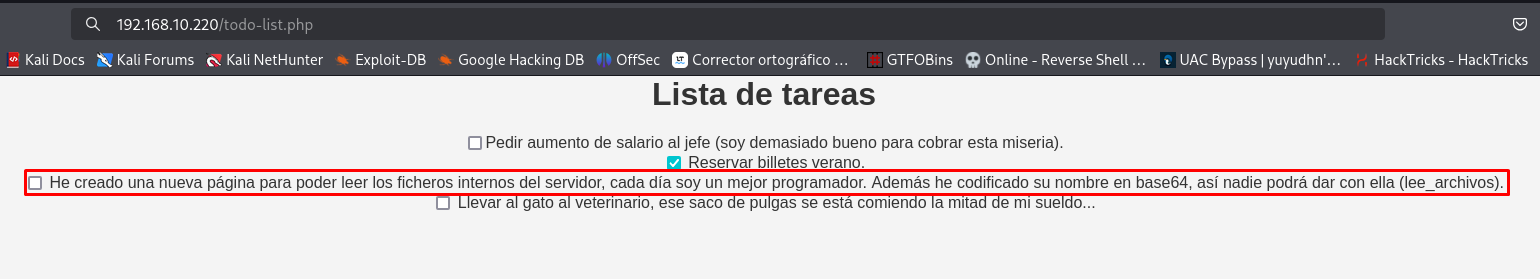 192.168.10.220/todo-list.php
Kali Docs Kali Forums Kali NetHunter Exploit-DB Google Hacking DB OffSec Corrector ortográfico ... GTFOBins Online - Reverse Shell ... UAC Bypass | yuyudhn'... HackTricks - HackTricks
Lista de tareas
Pedir aumento de salario al jefe (soy demasiado bueno para cobrar esta miseria).
Reservar billetes verano.
He creado una nueva página para poder leer los ficheros internos del servidor, cada día soy un mejor programador. Además he codificado su nombre en base64, así nadie podrá dar con ella (lee_archivos).
Llevar al gato al veterinario, ese saco de pulgas se está comiendo la mitad de mi sueldo...